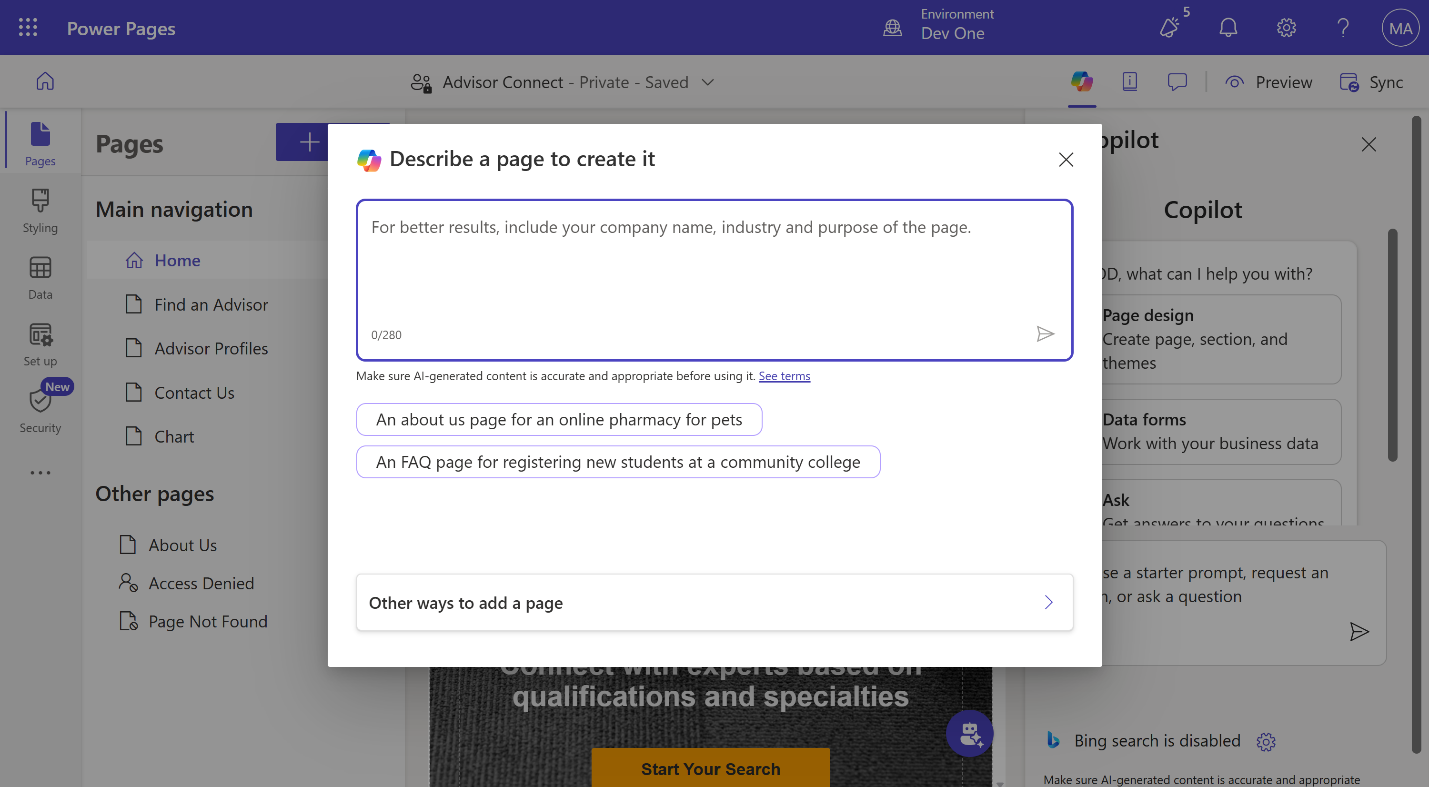 Power Pages
Environment
Dev One
5
MA
Advisor Connect - Private - Saved
Preview
Sync
Pages
Styling
Data
Set up
New
Security
Pages
Main navigation
Home
Find an Advisor
Advisor Profiles
Contact Us
Chart
Other pages
About Us
Access Denied
Page Not Found
Describe a page to create it
For better results, include your company name, industry and purpose of the page.
0/280
Make sure AI-generated content is accurate and appropriate before using it. See terms
An about us page for an online pharmacy for pets
An FAQ page for registering new students at a community college
Other ways to add a page
Connect with experts based on
qualifications and specialties
Start Your Search
Copilot
what can I help you with?
Page design
Create page, section, and
themes
Data forms
Work with your business data
Ask
Get answers to your questions
a starter prompt, request an
or ask a question
Bing search is disabled
Make sure AI-generated content is accurate and appropriate